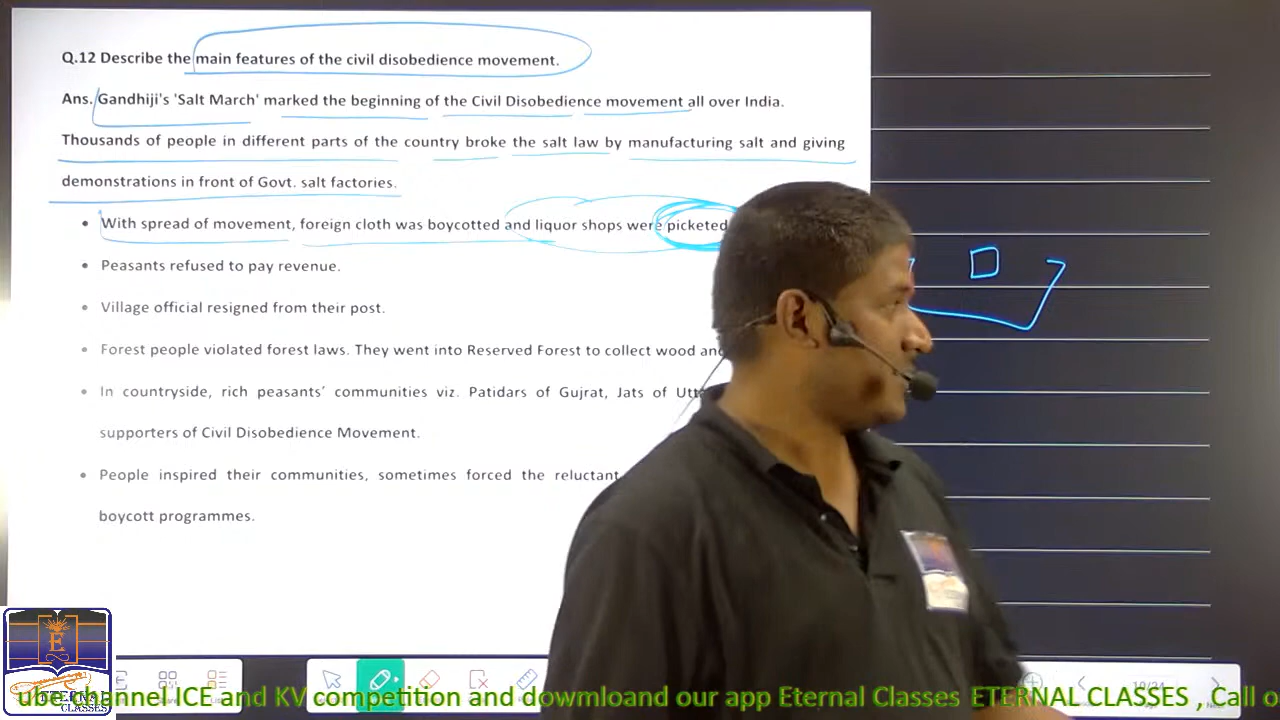 Q.12 Describe the main features of the civil disobedience movement.
Ans. Gandhiji's 'Salt March' marked the beginning of the Civil Disobedience movement all over India.
Thousands of people in different parts of the country broke the salt law by manufacturing salt and giving
demonstrations in front of Govt. salt factories.
• With spread of movement, foreign cloth was boycotted and liquor shops were picketed
• Peasants refused to pay revenue.
• Village official resigned from their post.
• Forest people violated forest laws. They went into Reserved Forest to collect wood and
• In countryside, rich peasants' communities viz. Patidars of Gujrat, Jats of
supporters of Civil Disobedience Movement.
• People inspired their communities, sometimes forced the reluctant
boycott programmes.
E
ETERNAL
CLASSES
10/24
ube channel ICE and KV competition and dowmloand our app Eternal Classes ETERNAL CLASSES , Call o